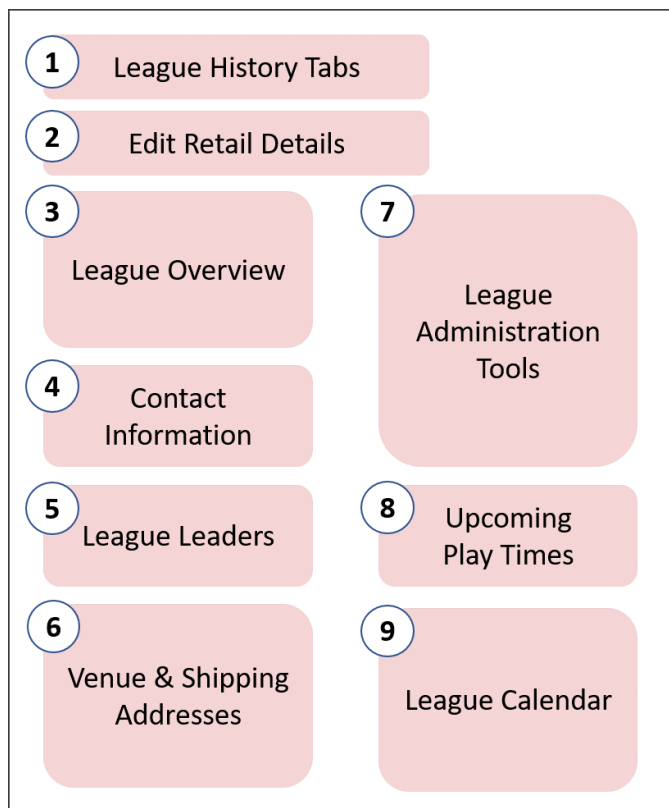 1
League History Tabs
2
Edit Retail Details
3
League Overview
4
Contact
Information
5
League Leaders
6
Venue & Shipping
Addresses
7
League
Administration
Tools
8
Upcoming
Play Times
9
League Calendar